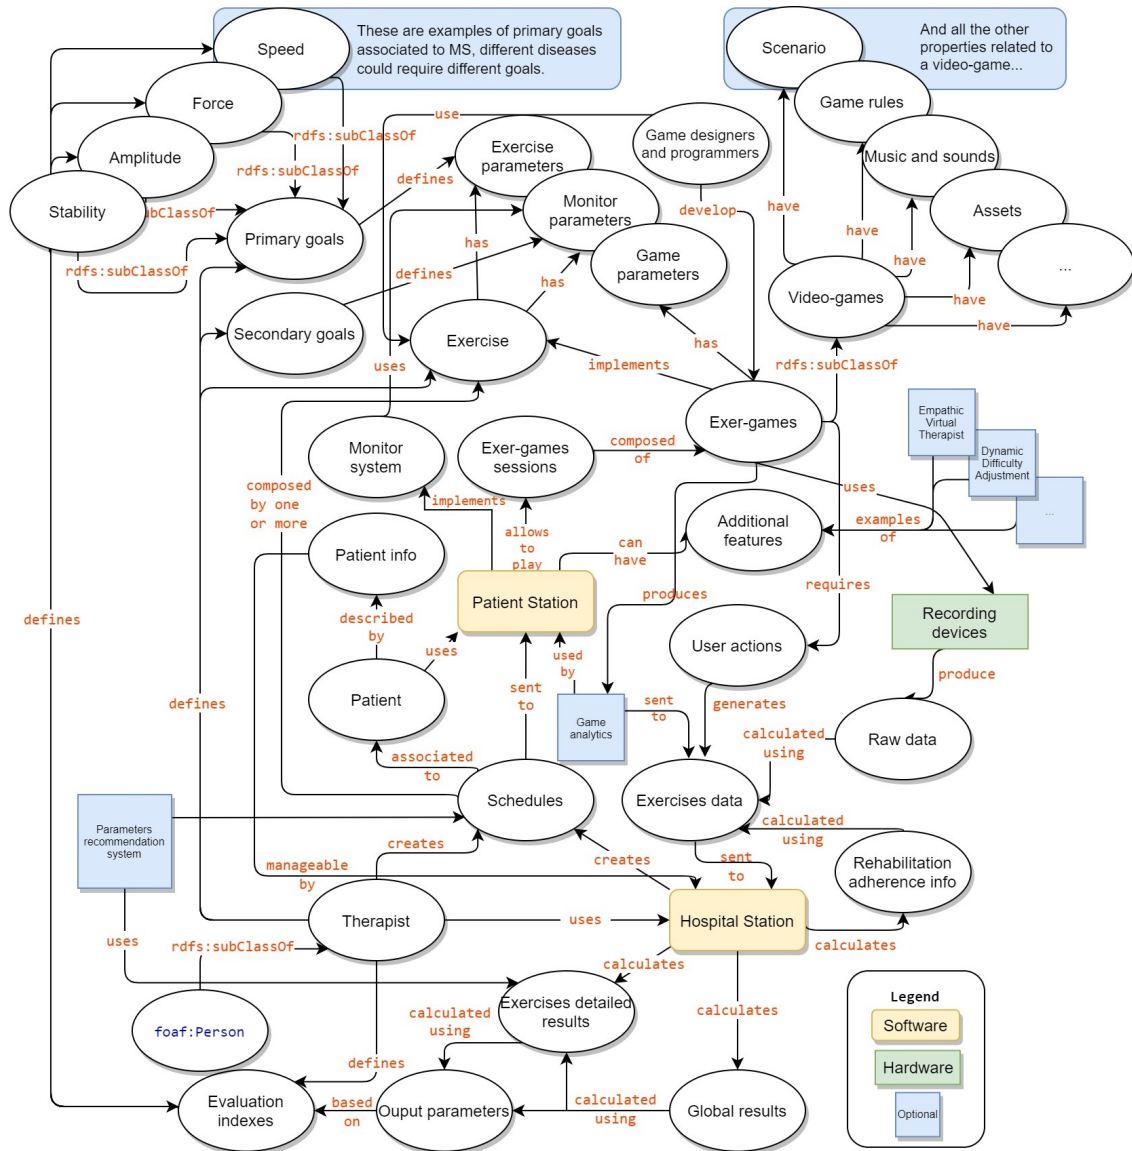 Speed
These are examples of primary goals
associated to MS, different diseases
could require different goals.
Scenario
And all the other
properties related to
a video-game...
Force
use
Game rules
rdfs:subClassOf
Exercise
parameters
Game designers
and programmers
Amplitude
rdfs:subClassOf
defines
Music and sounds
Stability
subClassOf
Primary goals
Monitor
parameters
develop
have
have
Assets
has
rdfs:subClassOf
defines
Game
parameters
have
...
has
Video-games
have
Secondary goals
Exercise
has
have
uses
implements
rdfs:subClassOf
Exer-games
Empathic
Virtual
Therapist
Monitor
system
Exer-games
sessions
composed
of
Dynamic
Difficulty
Adjustment
composed
by one
or more
implements
uses
...
Additional
features
examples
of
allows
to
play
can
have
Patient info
requires
defines
Patient Station
produces
Recording
devices
described
by
uses
used
by
User actions
produce
Patient
sent
to
sent
to
generates
defines
Game
analytics
calculated
using
Raw data
associated
to
Schedules
Exercises data
Parameters
recommendation
system
creates
calculated
using
manageable
by
creates
sent
to
Rehabilitation
adherence info
Therapist
uses
Hospital Station
uses
rdfs:subClassOf
calculates
calculates
Exercises detailed
results
Legend
calculated
using
calculates
Software
foaf:Person
defines
Hardware
Evaluation
indexes
based
on
Ouput parameters
calculated
using
Global results
Optional